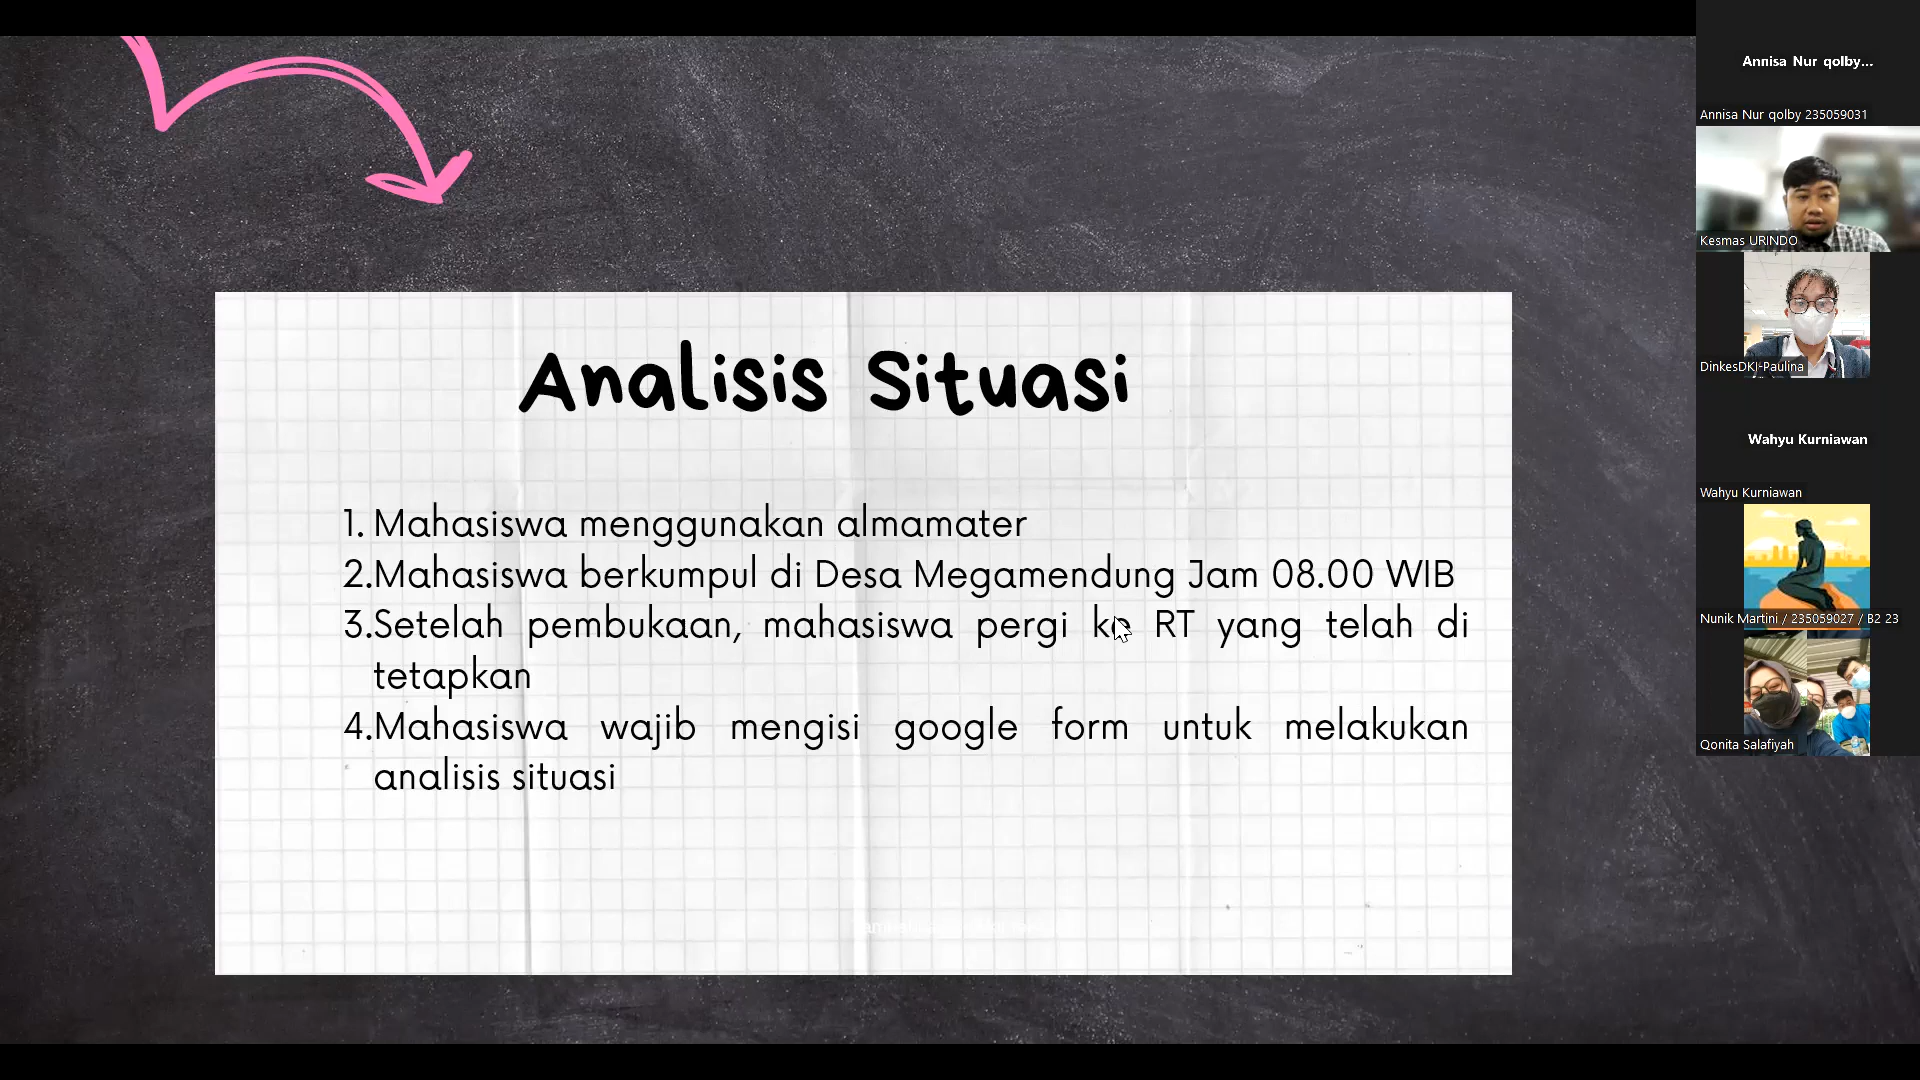 Analisis Situasi
1. Mahasiswa menggunakan almamater
2.Mahasiswa berkumpul di Desa Megamendung Jam 08.00 WIB
3.Setelah pembukaan, mahasiswa pergi ke RT yang telah di
tetapkan
4.Mahasiswa wajib mengisi google form untuk melakukan
analisis situasi
Annisa Nur qolby...
Annisa Nur qolby 235059031
Kesmas URINDO
DinkesDKI-Paulina
Wahyu Kurniawan
Wahyu Kurniawan
Nunik Martini / 235059027 / B2 23
Qonita Salafiyah